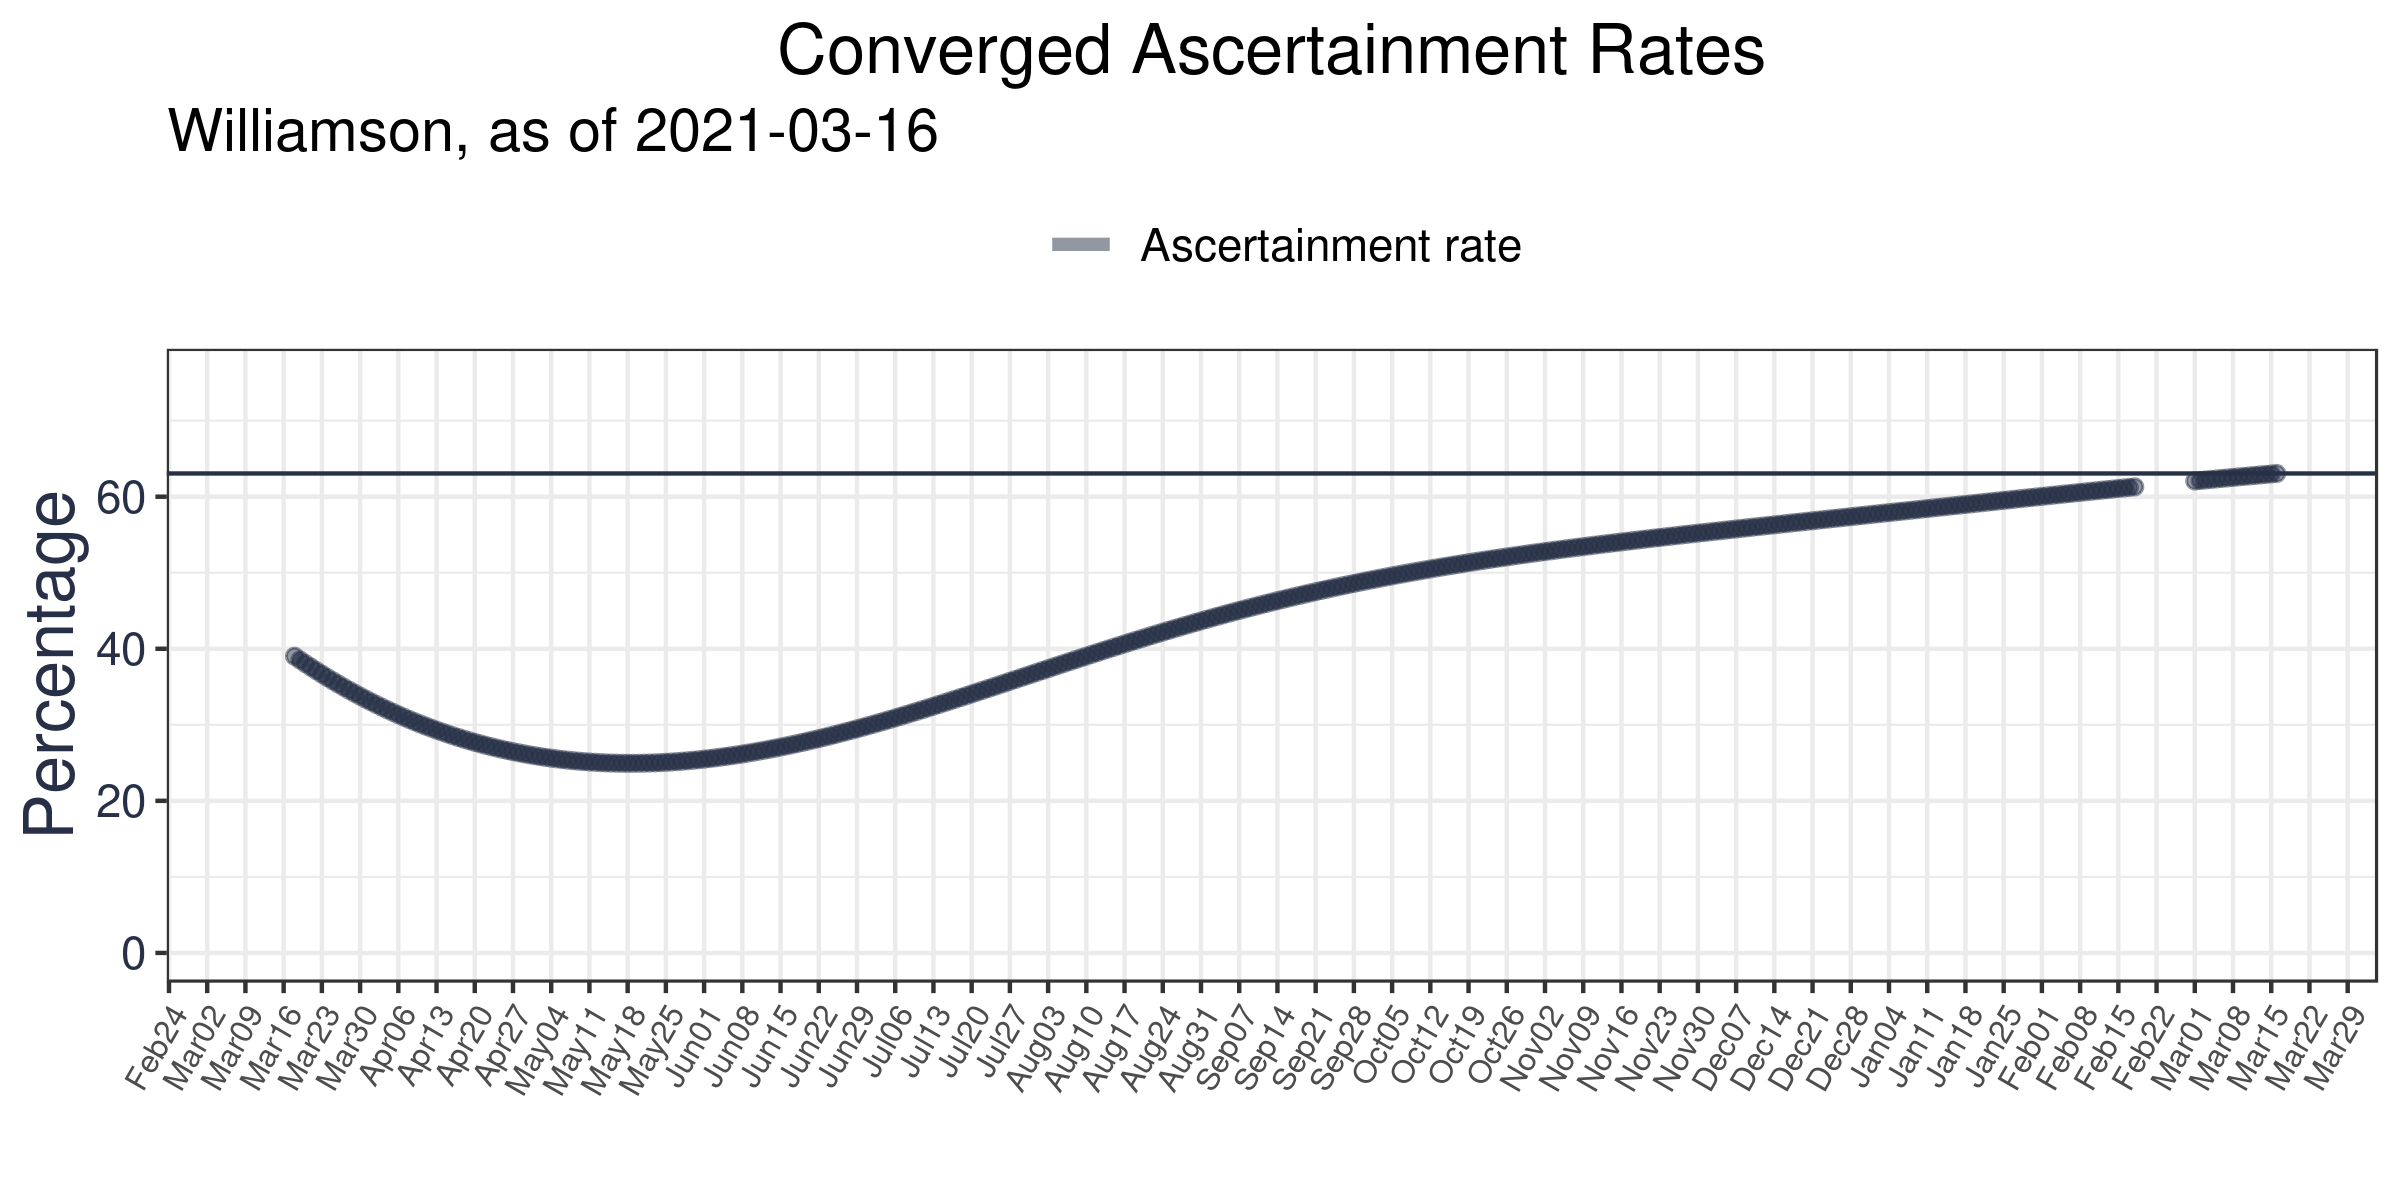 Converged Ascertainment Rates
Williamson, as of 2021-03-16
Ascertainment rate
Percentage
60
40
20
0
Feb24
Mar02
Mar09
Mar16
Mar23
Mar30
Apr06
Apr13
Apr20
Apr27
May04
May11
May18
May25
Jun01
Jun08
Jun15
Jun22
Jun29
Jul06
Jul13
Jul20
Jul27
Aug03
Aug10
Aug17
Aug24
Aug31
Sep07
Sep14
Sep21
Sep28
Oct05
Oct12
Oct19
Oct26
Nov02
Nov09
Nov16
Nov23
Nov30
Dec07
Dec14
Dec21
Dec28
Jan04
Jan11
Jan18
Jan25
Feb01
Feb08
Feb15
Feb22
Mar01
Mar08
Mar15
Mar22
Mar29